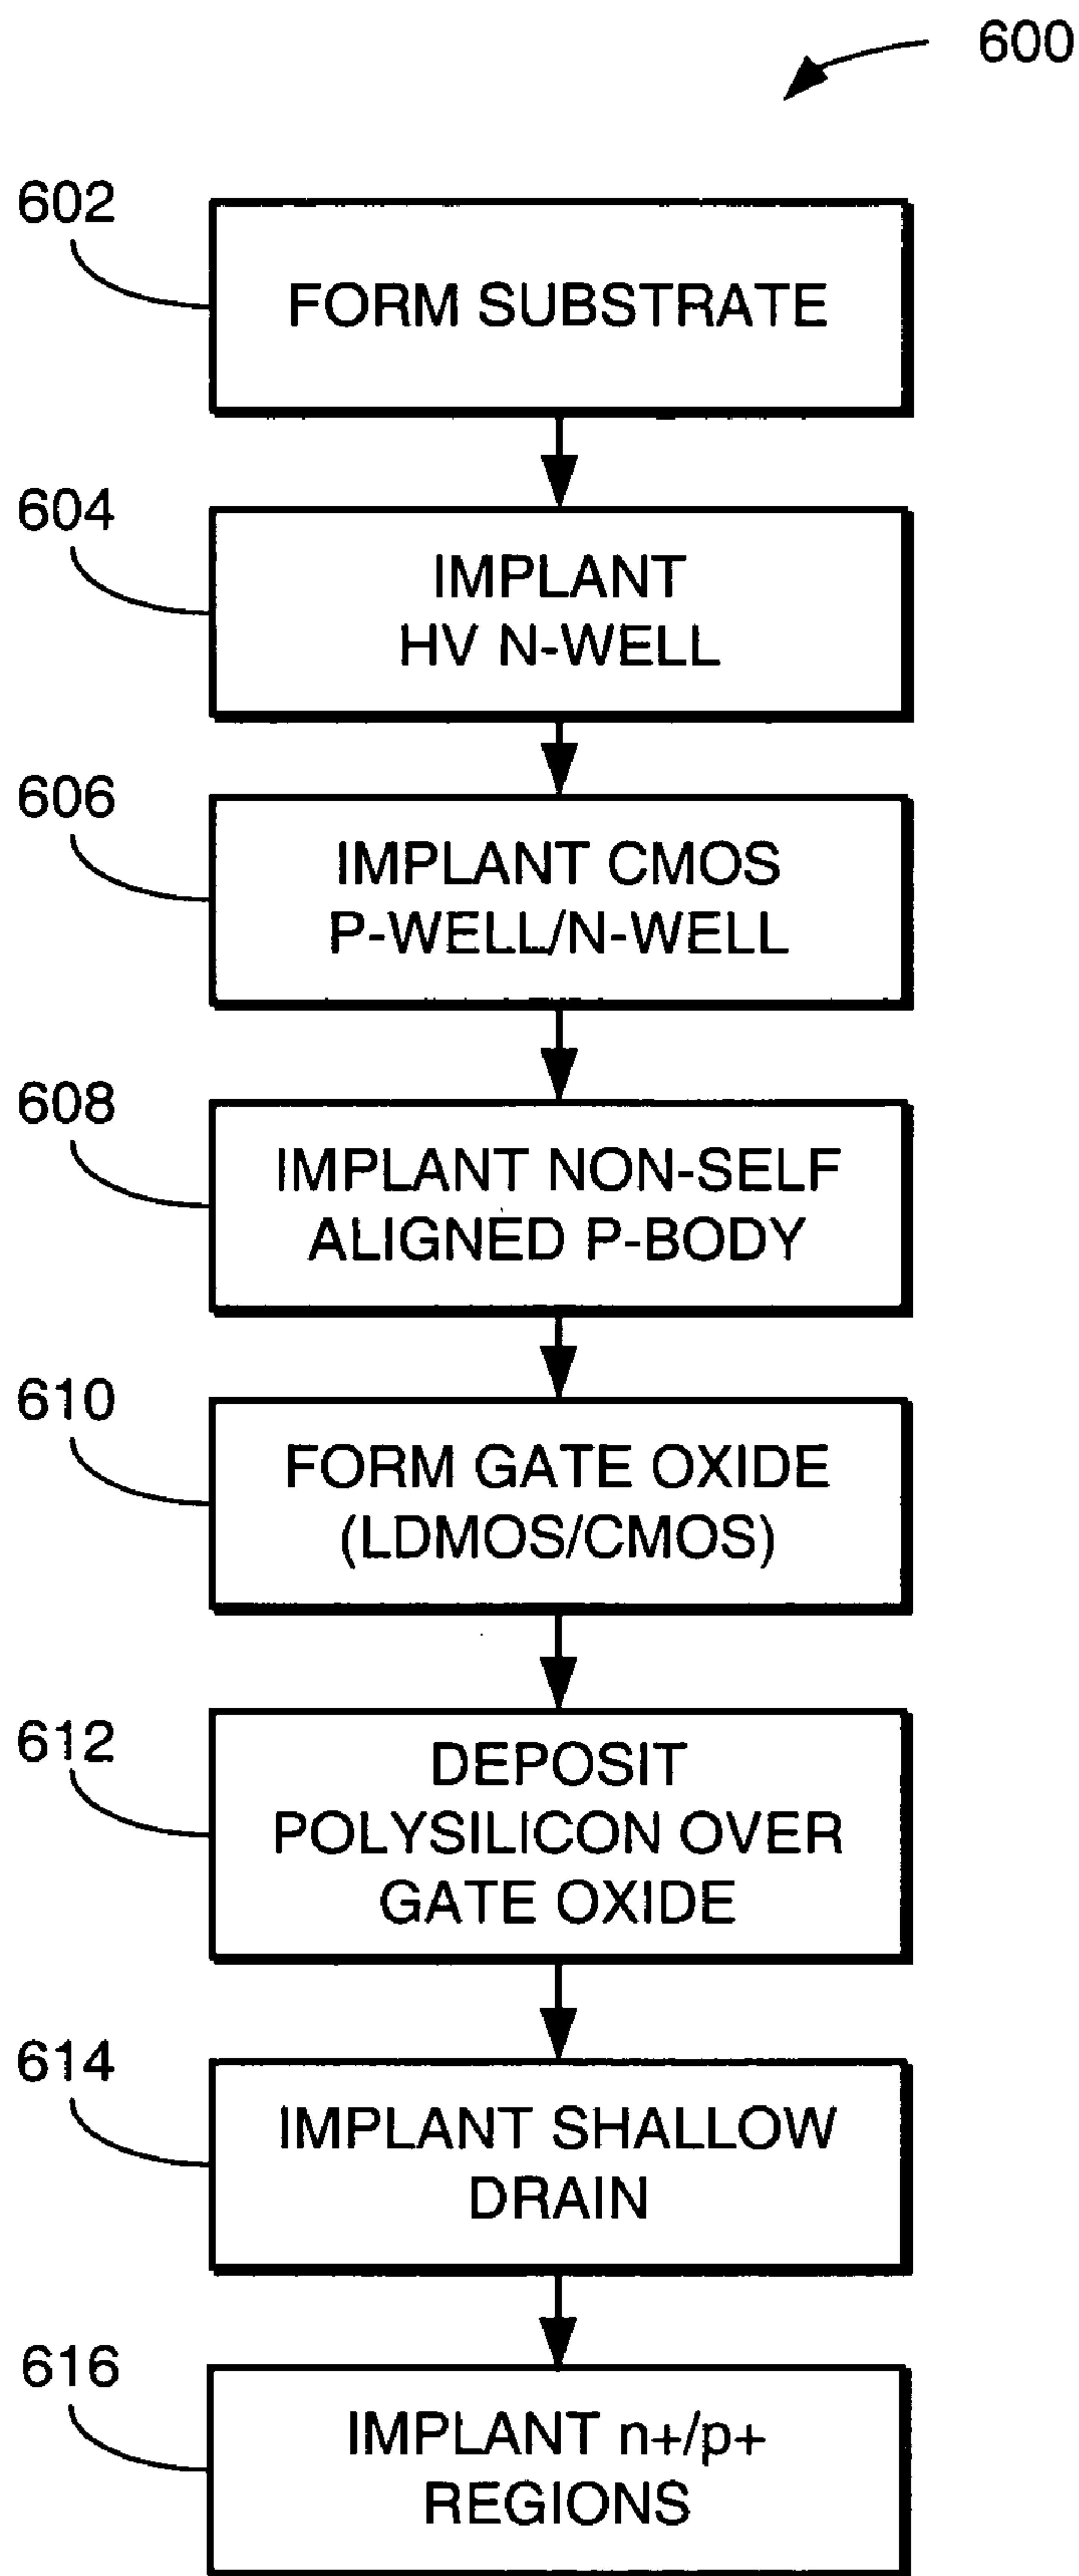 600
602
FORM SUBSTRATE
604
IMPLANT
HV N-WELL
606
IMPLANT CMOS
P-WELL/N-WELL
608
IMPLANT NON-SELF
ALIGNED P-BODY
610
FORM GATE OXIDE
(LDMOS/CMOS)
612
DEPOSIT
POLYSILICON OVER
GATE OXIDE
614
IMPLANT SHALLOW
DRAIN
616
IMPLANT n+/p+
REGIONS